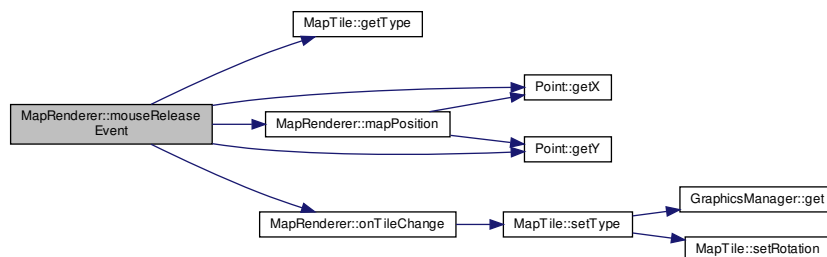 MapTile::getType
Point::getX
MapRenderer::mouseRelease
Event
MapRenderer::mapPosition
Point::getY
GraphicsManager::get
MapRenderer::onTileChange
MapTile::setType
MapTile::setRotation